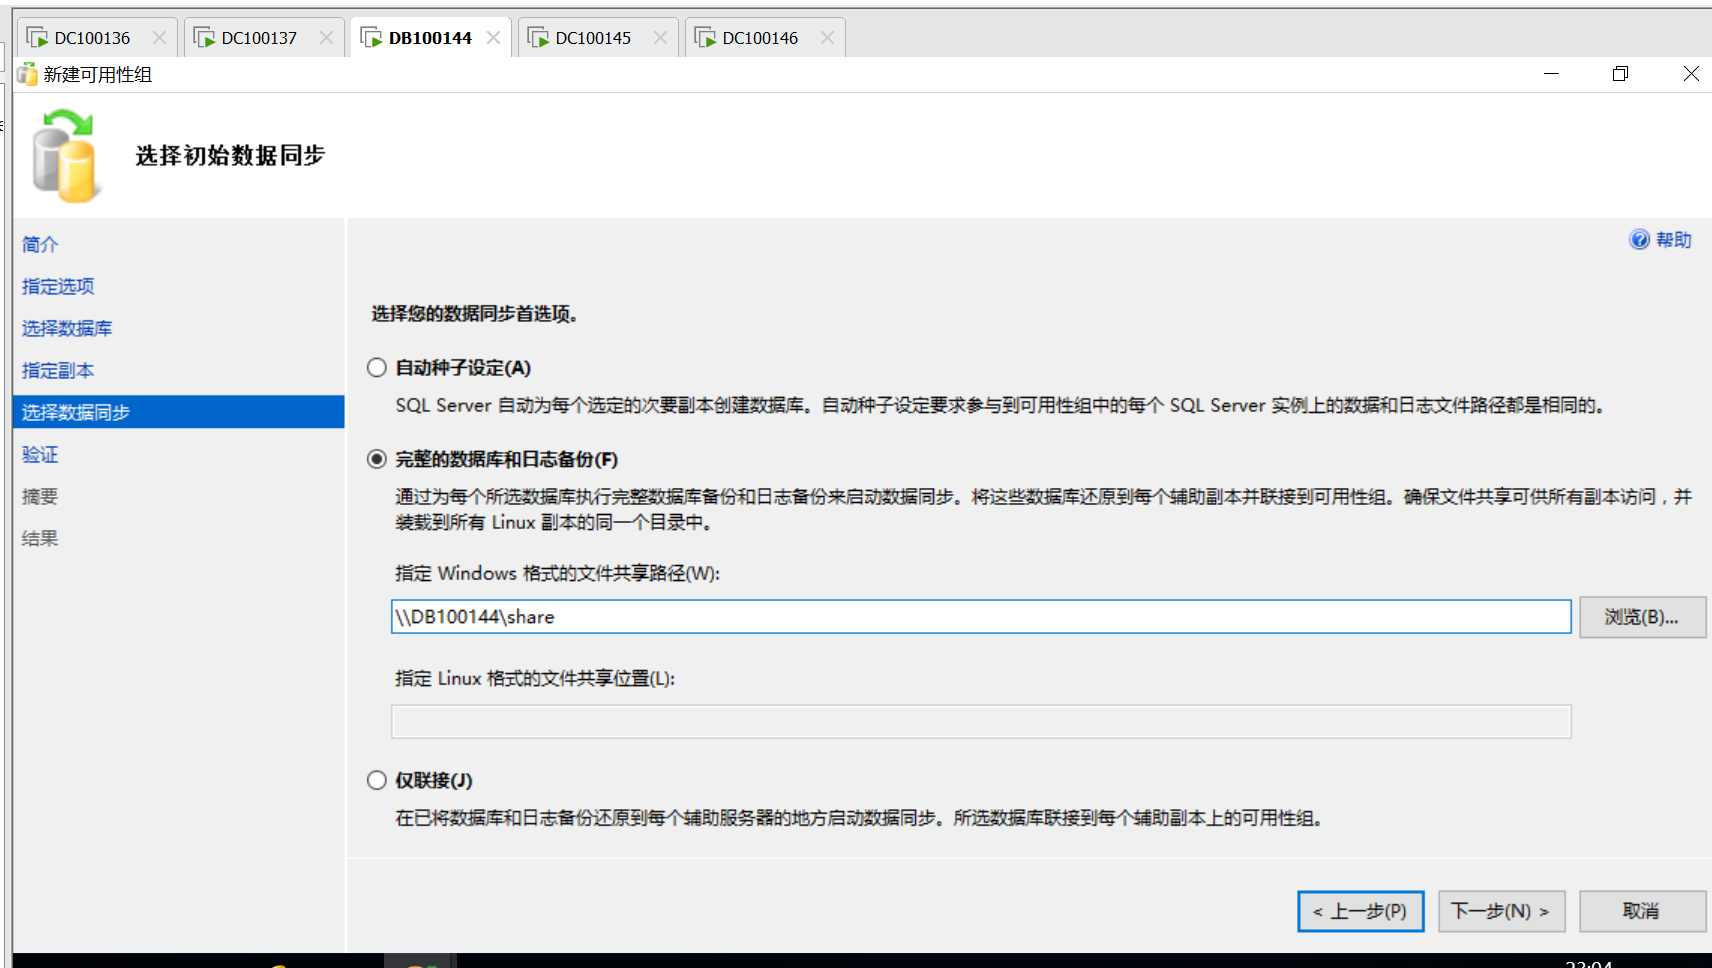 DC100136
DC100137
DB100144
DC100145
DC100146
新建可用性组
选择初始数据同步
简介
指定选项
选择数据库
指定副本
选择数据同步
验证
摘要
结果
帮助
选择您的数据同步首选项。
自动种子设定(A)
SQL Server 自动为每个选定的次要副本创建数据库。自动种子设定要求参与到可用性组中的每个 SQL Server 实例上的数据和日志文件路径都是相同的。
完整的数据库和日志备份(F)
通过为每个所选数据库执行完整数据库备份和日志备份来启动数据同步。将这些数据库还原到每个辅助副本并联接到可用性组。确保文件共享可供所有副本访问，并
装载到所有 Linux 副本的同一个目录中。
指定 Windows 格式的文件共享路径(W):
\\DB100144\share
浏览(B)...
指定 Linux 格式的文件共享位置(L):
仅联接(J)
在已将数据库和日志备份还原到每个辅助服务器的地方启动数据同步。所选数据库联接到每个辅助副本上的可用性组。
< 上一步(P)
下一步(N) >
取消